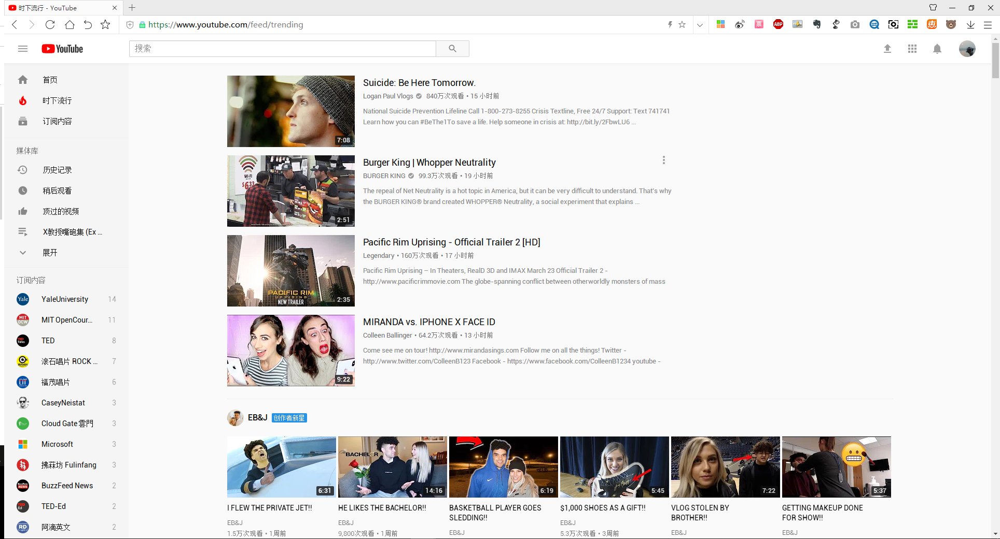 时下流行 - YouTube
https://www.youtube.com/feed/trending
票
ABP
惠
YouTube
搜索
首页
时下流行
订阅内容
媒体库
历史记录
稍后观看
顶过的视频
X教授嘴砲集 (Ex ...
展开
订阅内容
Yale
YaleUniversity 14
MIT OCW
MIT OpenCour... 11
TED Talks
TED 8
滾石唱片 ROCK ... 7
福茂唱片 6
CaseyNeistat 3
Cloud Gate雲門 3
Microsoft 3
拂菻坊 Fulinfang 3
BuzzFeed NEWS
BuzzFeed News 2
TED Ed
TED-Ed 2
RD
阿滴英文 2
7:08
Suicide: Be Here Tomorrow.
Logan Paul Vlogs 840万次观看 • 15 小时前
National Suicide Prevention Lifeline Call 1-800-273-8255 Crisis Textline, Free 24/7 Support: Text 741741
Learn how you can #BeThe1To save a life. Help someone in crisis at: http://bit.ly/2FbwLU6 ...
WI-FI
$6.33
2:51
Burger King | Whopper Neutrality
BURGER KING 99.3万次观看 • 19 小时前
The repeal of Net Neutrality is a hot topic in America, but it can be very difficult to understand. That's why
the BURGER KING® brand created WHOPPER® Neutrality, a social experiment that explains ...
PACIFIC RIM
UPRISING
NEW TRAILER
2:35
Pacific Rim Uprising - Official Trailer 2 [HD]
Legendary • 160万次观看 • 17 小时前
Pacific Rim Uprising – In Theaters, RealD 3D and IMAX March 23 Official Trailer 2 -
http://www.pacificrimmovie.com The globe-spanning conflict between otherworldly monsters of mass
9:22
MIRANDA vs. IPHONE X FACE ID
Colleen Ballinger • 64.2万次观看 • 13 小时前
Come see me on tour! http://www.mirandasings.com Follow me on all the things! Twitter -
http://www.twitter.com/ColleenB123 Facebook - https://www.facebook.com/ColleenB1234 youtube -
EB&J 创作者新星
6:31
I FLEW THE PRIVATE JET!!
EB&J
1.5万次观看 • 1周前
BACHELOR
14:16
HE LIKES THE BACHELOR!!
EB&J
9,800次观看 • 1周前
6:19
BASKETBALL PLAYER GOES
SLEDDING!!
EB&J
5:45
$1,000 SHOES AS A GIFT!!
EB&J
5.3万次观看 • 3周前
7:22
VLOG STOLEN BY
BROTHER!!
EB&J
5:37
GETTING MAKEUP DONE
FOR SHOW!!
EB&J